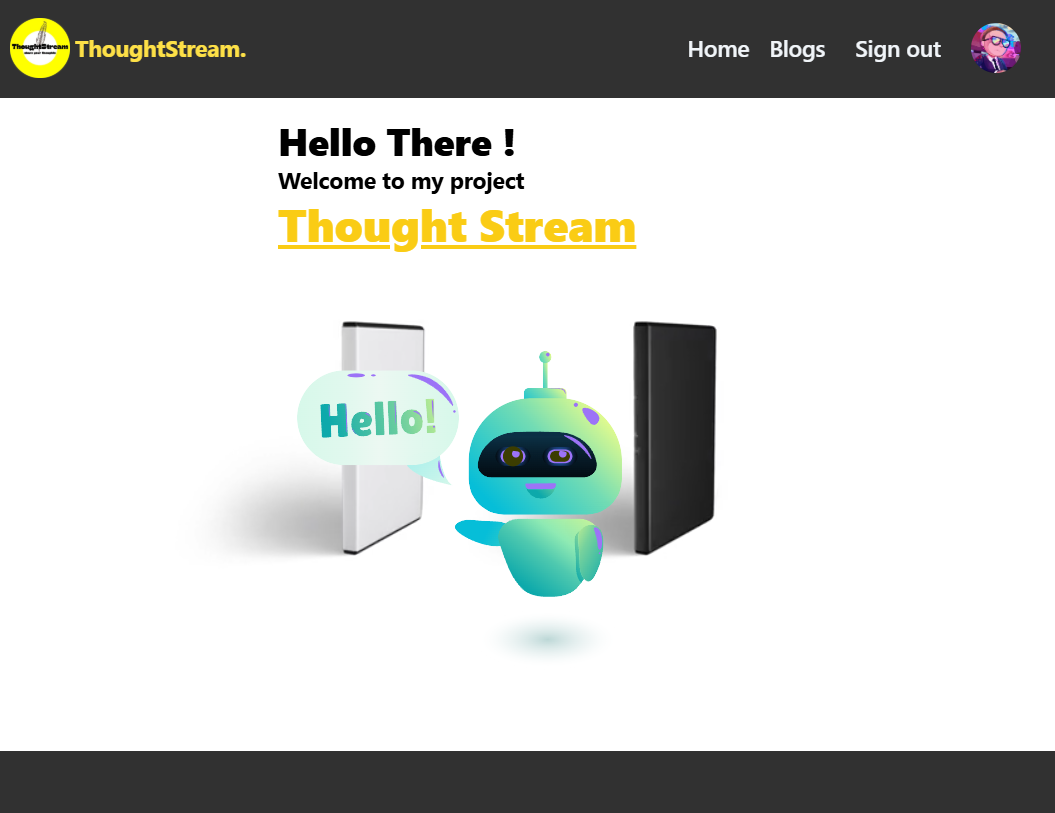 ThoughtStream
share your thoughts
ThoughtStream.
Home Blogs Sign out
Hello There !
Welcome to my project
Thought Stream
Hello!